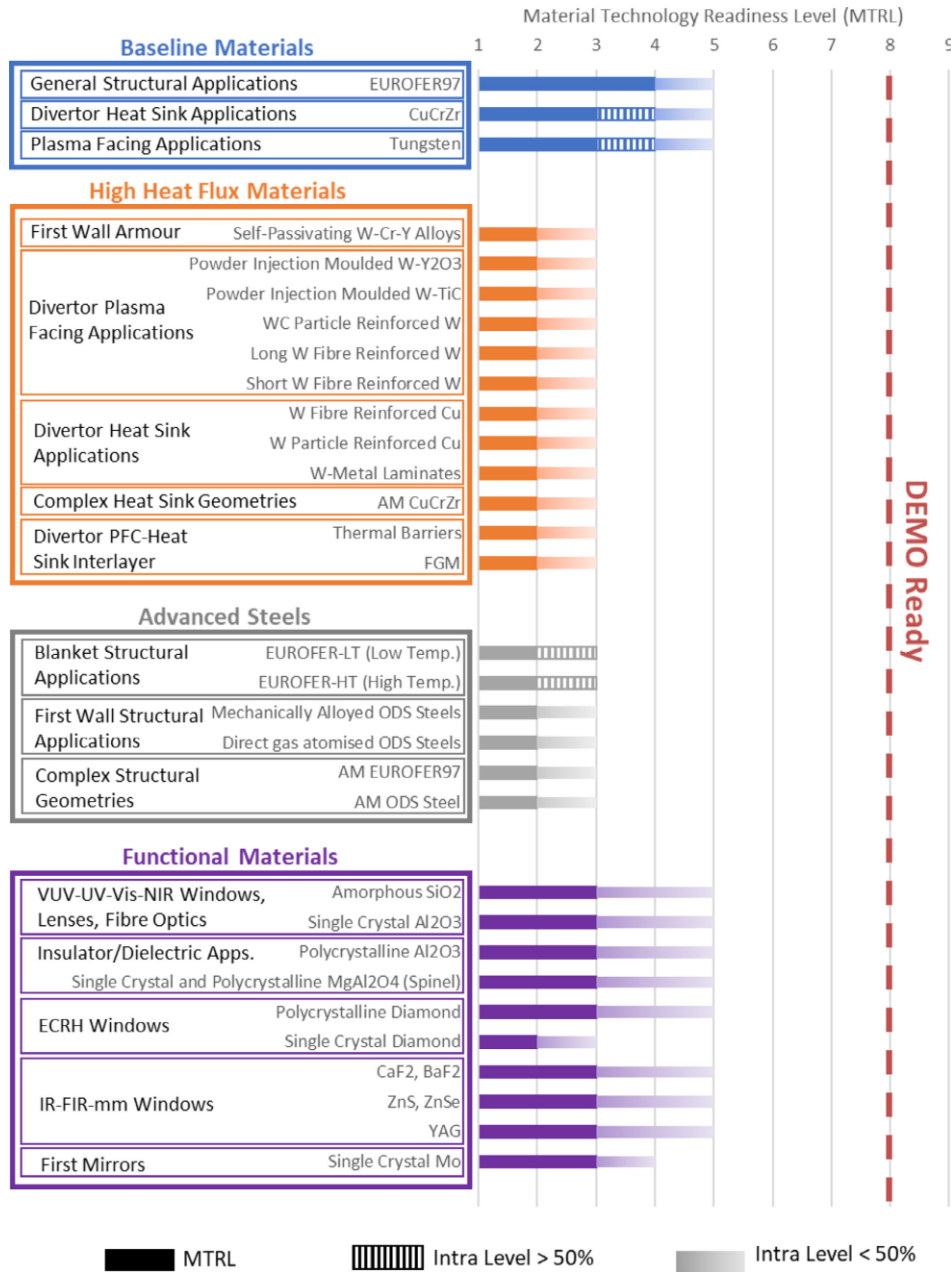 Material Technology Readiness Level (MTRL)
1 2 3 4 5 6 7 8 9
Baseline Materials
General Structural Applications EUROFER97
Divertor Heat Sink Applications CuCrZr
Plasma Facing Applications Tungsten
High Heat Flux Materials
First Wall Armour Self-Passivating W-Cr-Y Alloys
Divertor Plasma
Facing Applications
Powder Injection Moulded W-Y2O3
Powder Injection Moulded W-TiC
WC Particle Reinforced W
Long W Fibre Reinforced W
Short W Fibre Reinforced W
Divertor Heat Sink
Applications
W Fibre Reinforced Cu
W Particle Reinforced Cu
W-Metal Laminates
Complex Heat Sink Geometries AM CuCrZr
Divertor PFC-Heat
Sink Interlayer
Thermal Barriers
FGM
DEMO Ready
Advanced Steels
Blanket Structural
Applications
EUROFER-LT (Low Temp.)
EUROFER-HT (High Temp.)
First Wall Structural
Applications
Mechanically Alloyed ODS Steels
Direct gas atomised ODS Steels
Complex Structural
Geometries
AM EUROFER97
AM ODS Steel
Functional Materials
VUV-UV-Vis-NIR Windows,
Lenses, Fibre Optics
Amorphous SiO2
Single Crystal Al2O3
Insulator/Dielectric Apps. Polycrystalline Al2O3
Single Crystal and Polycrystalline MgAl2O4 (Spinel)
ECRH Windows
Polycrystalline Diamond
Single Crystal Diamond
IR-FIR-mm Windows
CaF2, BaF2
ZnS, ZnSe
YAG
First Mirrors Single Crystal Mo
MTRL Intra Level > 50% Intra Level < 50%